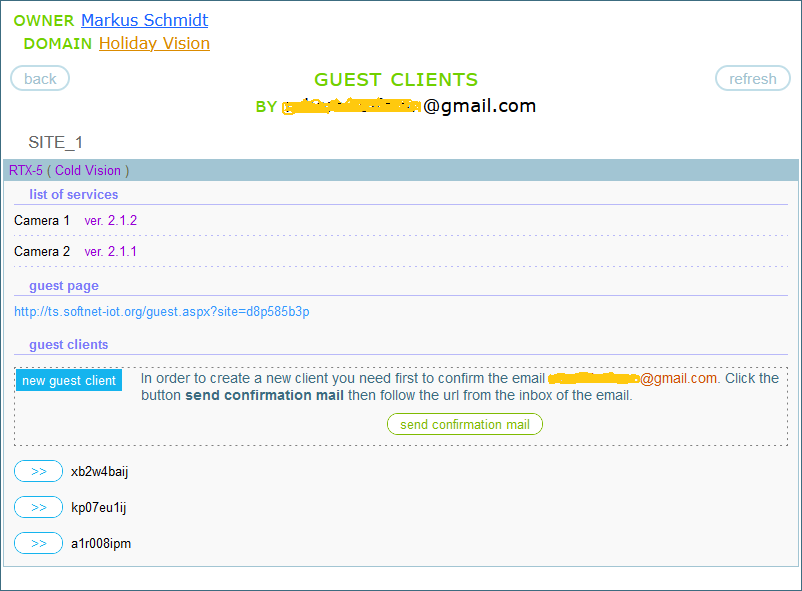 OWNER Markus Schmidt
DOMAIN Holiday Vision
back
GUEST CLIENTS
refresh
BY @gmail.com
SITE_1
RTX-5 ( Cold Vision )
list of services
Camera 1 ver. 2.1.2
Camera 2 ver. 2.1.1
guest page
http://ts.softnet-iot.org/guest.aspx?site=d8p585b3p
guest clients
new guest client
In order to create a new client you need first to confirm the email @gmail.com. Click the
button send confirmation mail then follow the url from the inbox of the email.
send confirmation mail
>> xb2w4baij
>> kp07eu1ij
>> a1r008ipm